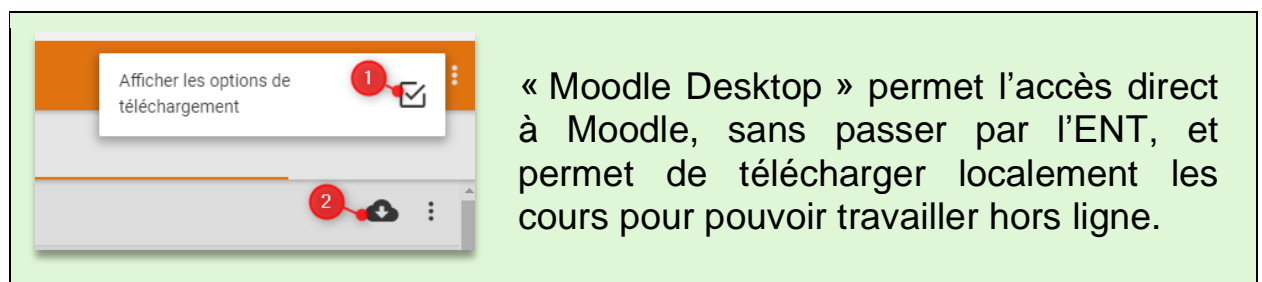 Afficher les options de
téléchargement
1
2
« Moodle Desktop » permet l’accès direct
à Moodle, sans passer par l’ENT, et
permet de télécharger localement les
cours pour pouvoir travailler hors ligne.